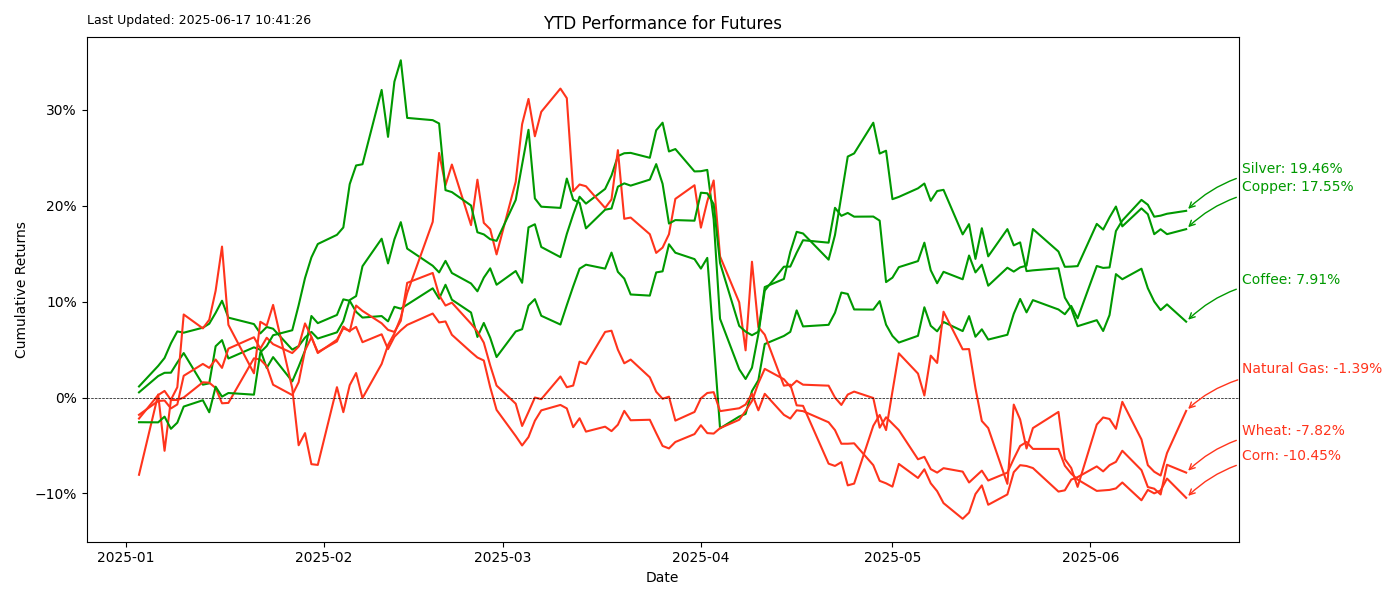 Last Updated: 2025-06-17 10:41:26
YTD Performance for Futures
Cumulative Returns
30%
20%
10%
0%
−10%
Silver: 19.46%
Copper: 17.55%
Coffee: 7.91%
Natural Gas: -1.39%
Wheat: -7.82%
Corn: -10.45%
2025-01 2025-02 2025-03 2025-04 2025-05 2025-06
Date